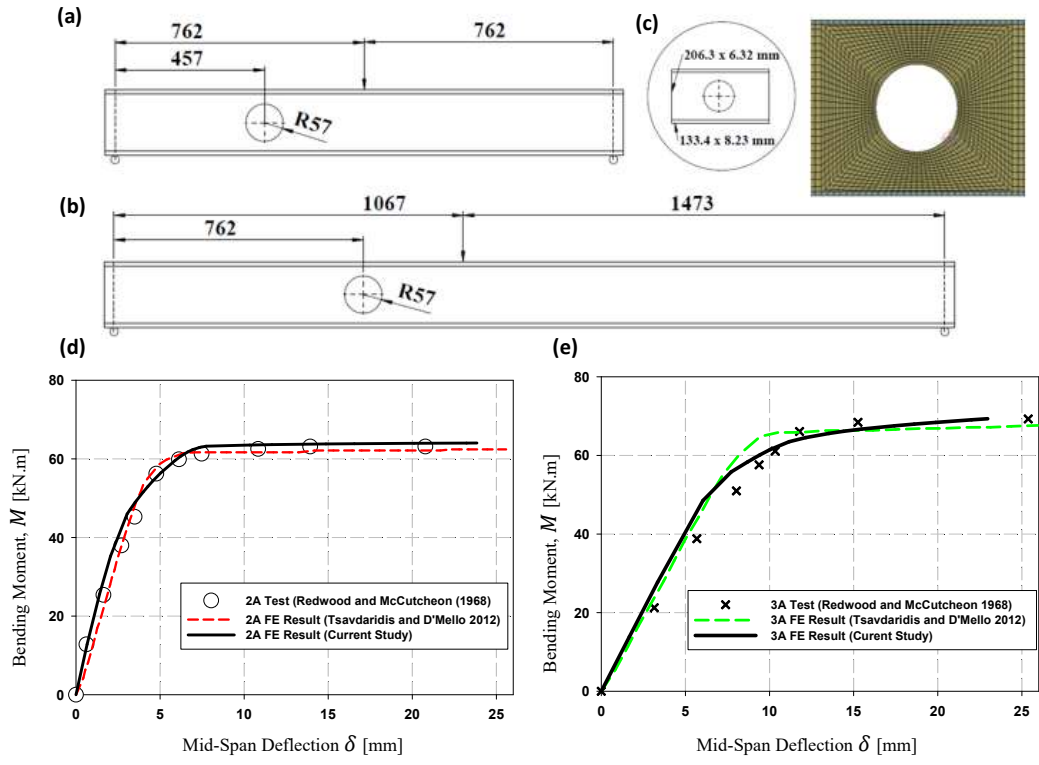 (a)
762
762
457
R57
(c)
206.3 x 6.32 mm
133.4 x 8.23 mm
(b)
1067
1473
762
R57
(d)
80
60
40
20
0
0
5
10
15
20
25
Bending Moment, M [kN.m]
Mid-Span Deflection δ [mm]
2A Test (Redwood and McCutcheon (1968)
2A FE Result (Tsavdaridis and D'Mello 2012)
2A FE Result (Current Study)
(e)
80
60
40
20
0
0
5
10
15
20
25
Bending Moment, M [kN.m]
Mid-Span Deflection δ [mm]
3A Test (Redwood and McCutcheon 1968)
3A FE Result (Tsavdaridis and D'Mello 2012)
3A FE Result (Curent Study)